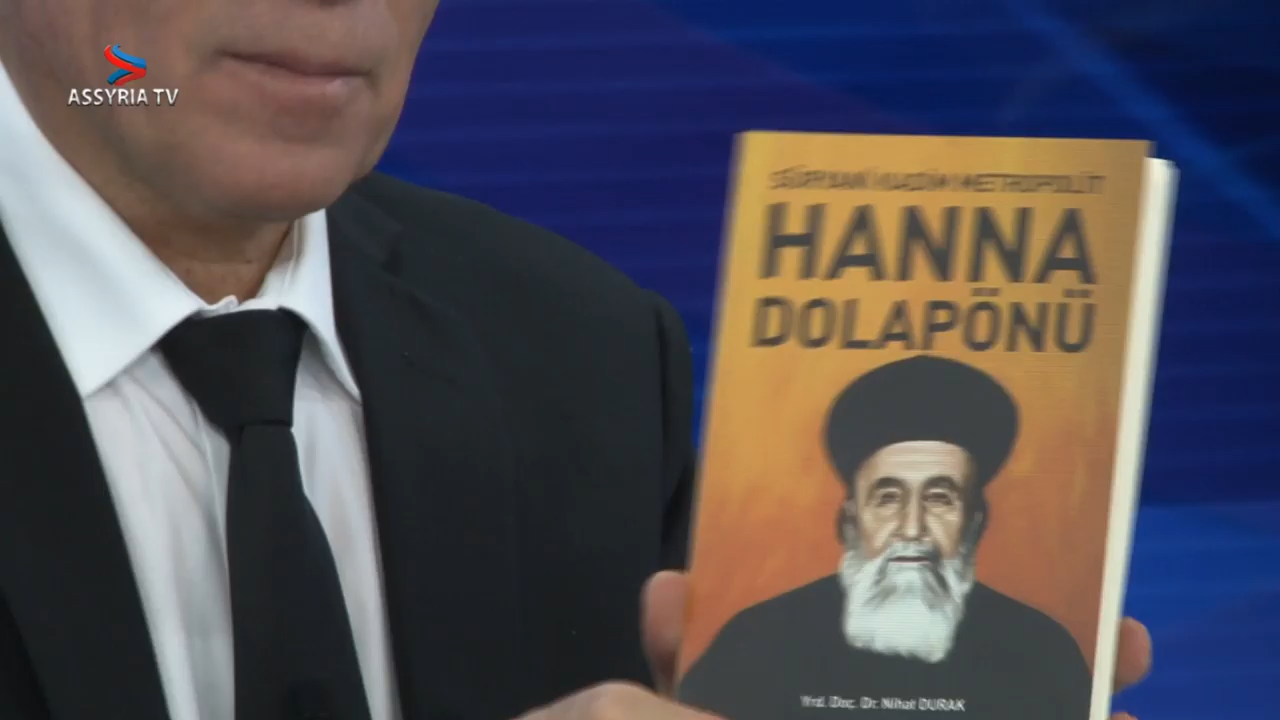 ASSYRIA TV
SÜRYANİ KADİM METROPOLİT
HANNA
DOLAPÖNÜ
Yrd. Doç. Dr. Nihat DURAK